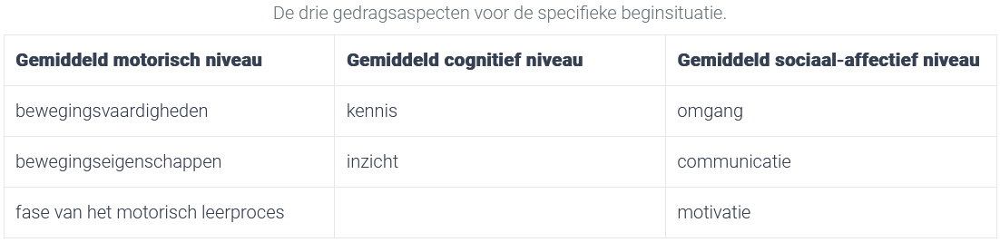 De drie gedragsaspecten voor de specifieke beginsituatie.
Gemiddeld motorisch niveau Gemiddeld cognitief niveau Gemiddeld sociaal-affectief niveau
bewegingsvaardigheden kennis omgang
bewegingseigenschappen inzicht communicatie
fase van het motorisch leerproces motivatie